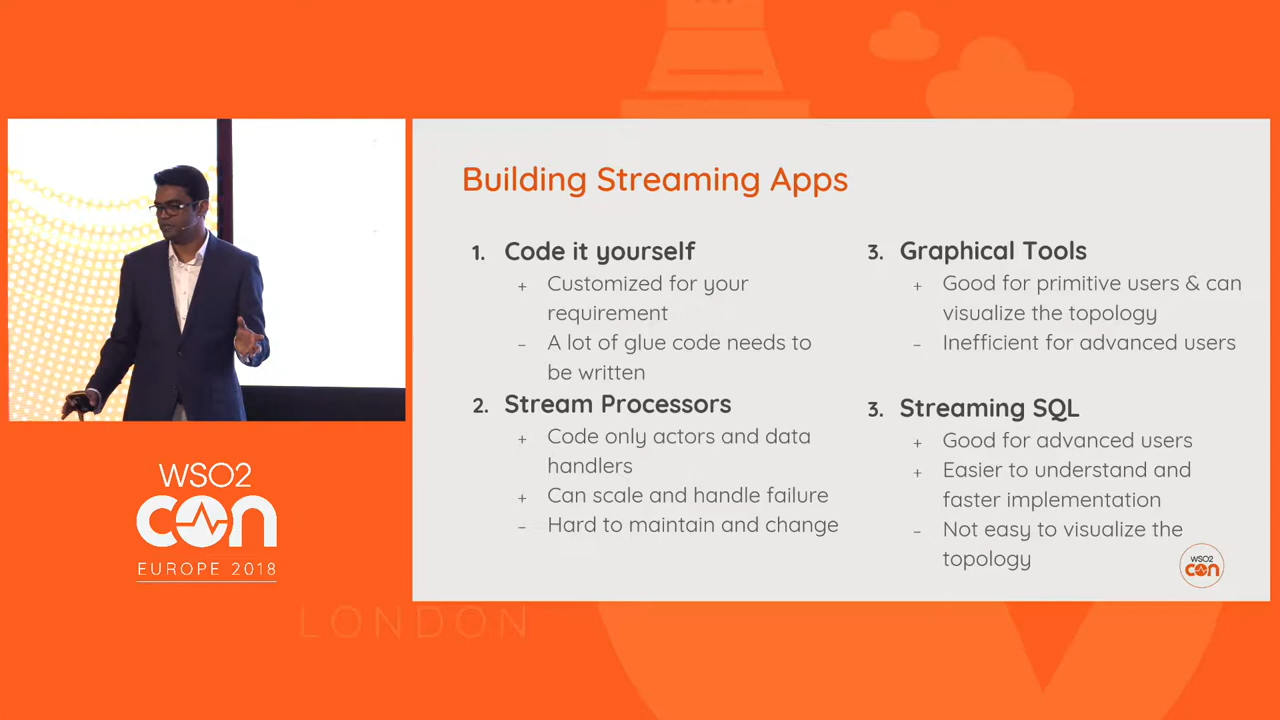 Building Streaming Apps
1. Code it yourself
+ Customized for your
requirement
- A lot of glue code needs to
be written
2. Stream Processors
+ Code only actors and data
handlers
+ Can scale and handle failure
- Hard to maintain and change
3. Graphical Tools
+ Good for primitive users & can
visualize the topology
- Inefficient for advanced users
3. Streaming SQL
+ Good for advanced users
+ Easier to understand and
faster implementation
- Not easy to visualize the
topology
WSO2
con
WSO2
con
EUROPE 2018
LONDON